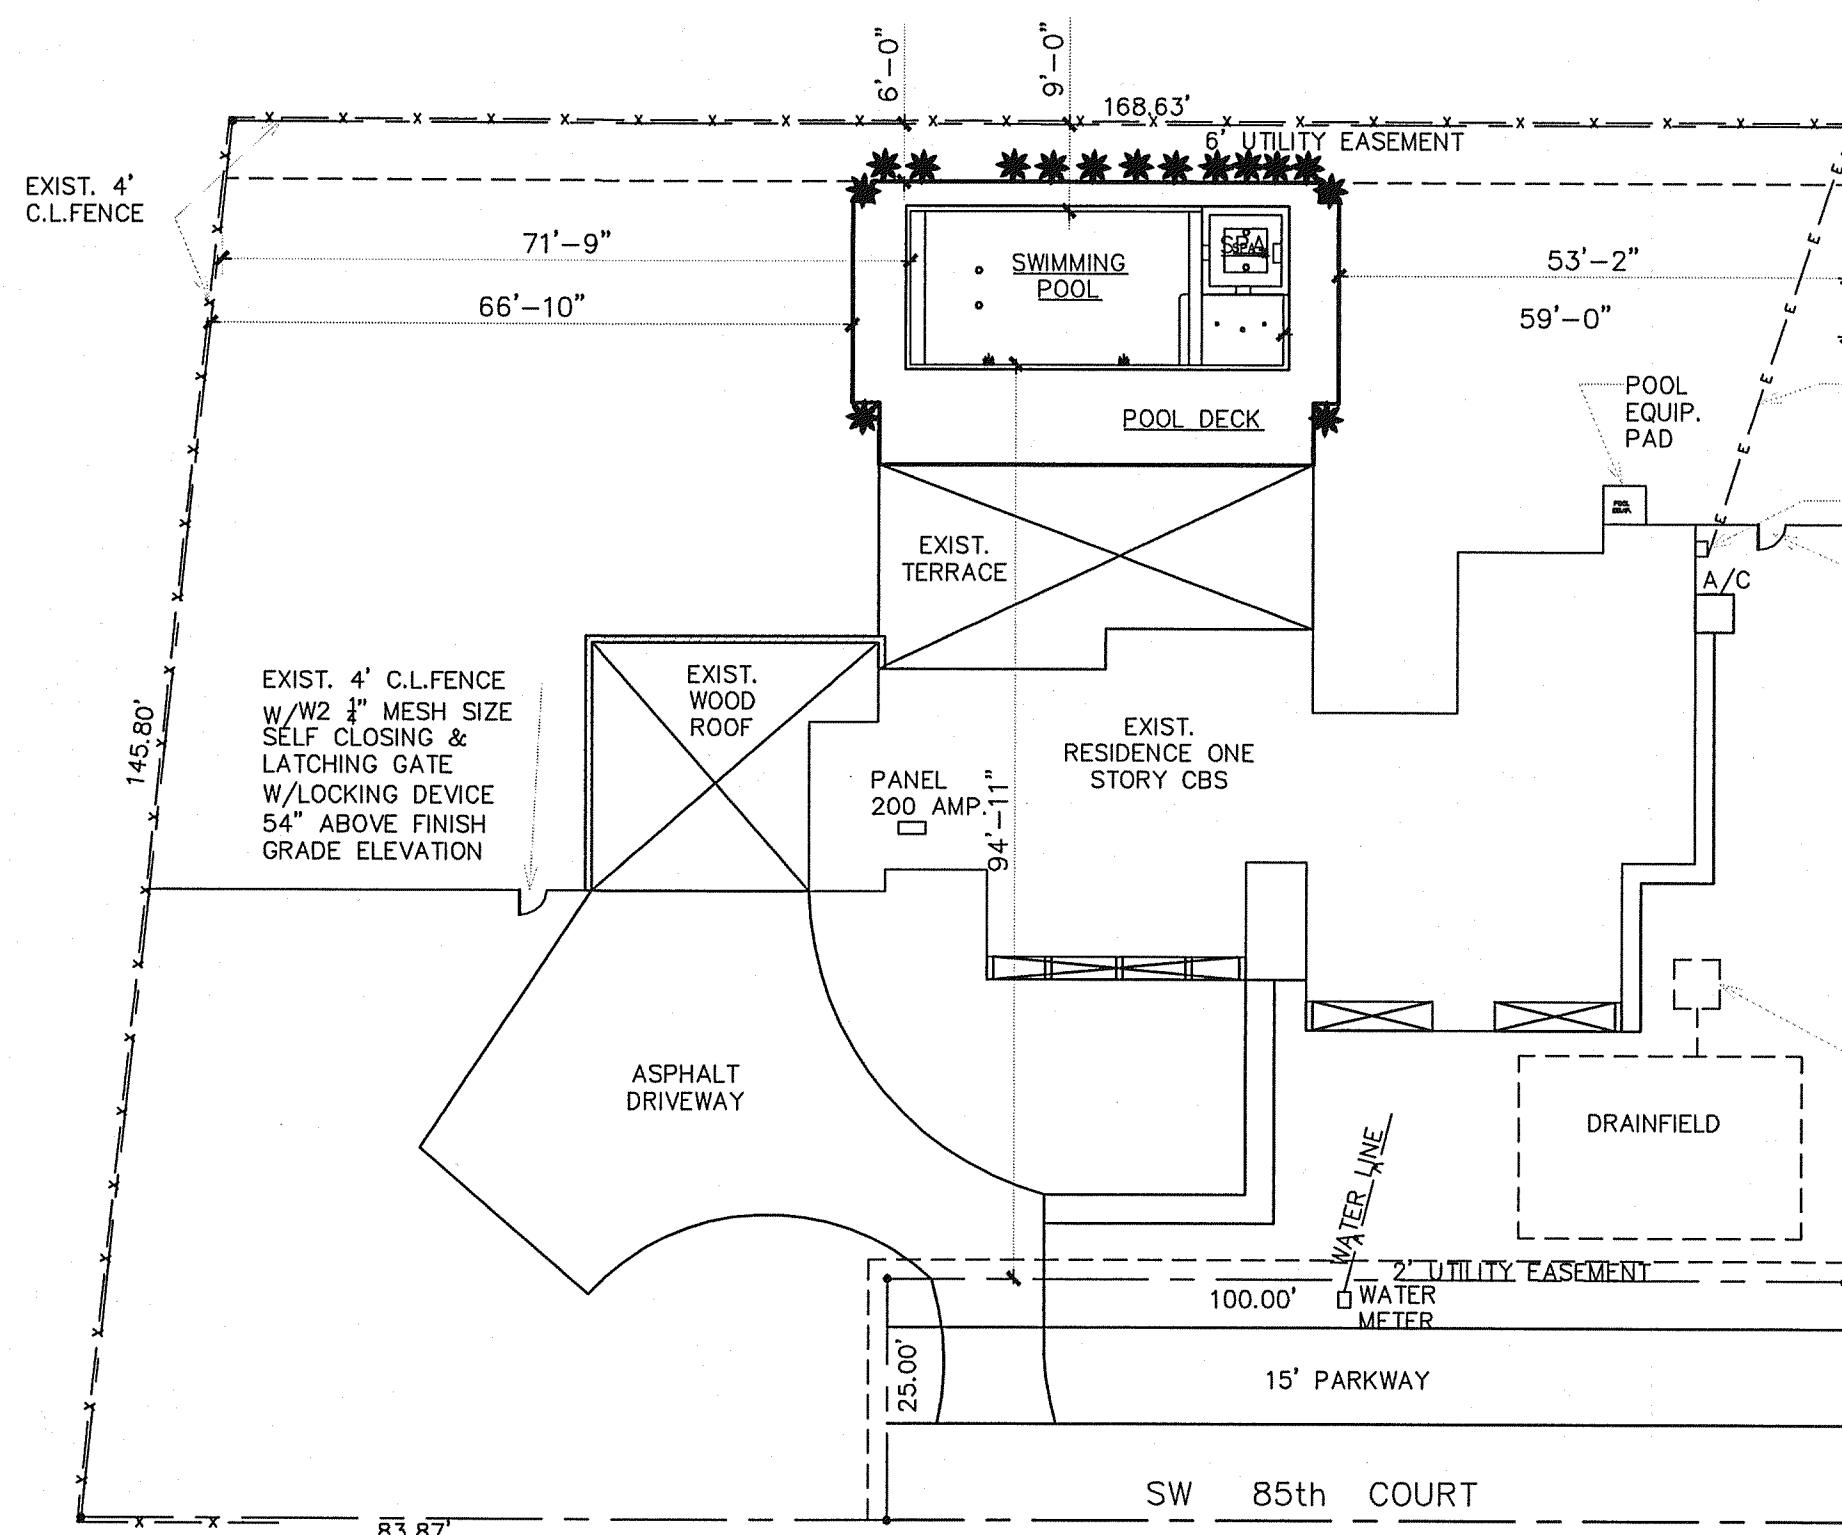 6'-0"
9'-0"
168.63'
6' UTILITY EASEMENT
EXIST. 4'
C.L.FENCE
71'-9"
SWIMMING
POOL
SPA
SPA
53'-2"
66'-10"
59'-0"
POOL
EQUIP.
PAD
POOL DECK
POOL
EQUIP.
EXIST.
TERRACE
A/C
EXIST. 4' C.L.FENCE
W/W2 ¼" MESH SIZE
SELF CLOSING &
LATCHING GATE
W/LOCKING DEVICE
54" ABOVE FINISH
GRADE ELEVATION
EXIST.
WOOD
ROOF
EXIST.
RESIDENCE ONE
STORY CBS
145.80'
PANEL
200 AMP.
94'-11"
ASPHALT
DRIVEWAY
DRAINFIELD
WATER LINE
2' UTILITY EASEMENT
100.00'
WATER
METER
25.00'
15' PARKWAY
SW 85th COURT
83.87'